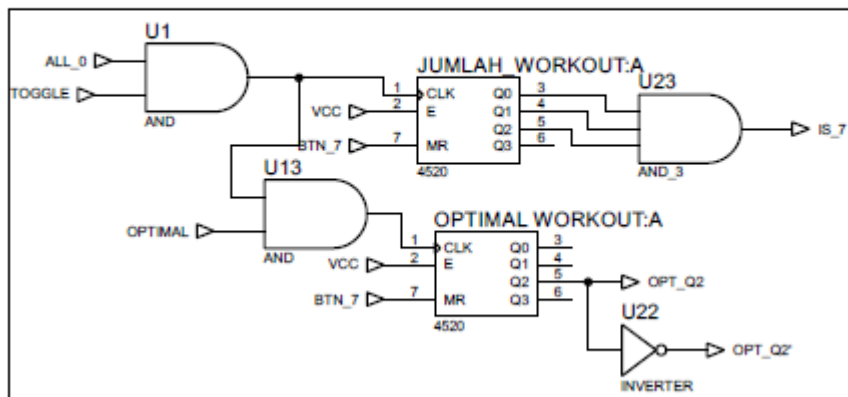 U1
ALL_0
TOGGLE
AND
JUMLAH_WORKOUT:A
VCC
BTN_7
1
2
7
CLK
E
MR
Q0
Q1
Q2
Q3
3
4
5
6
4520
U23
AND_3
IS_7
U13
OPTIMAL
AND
OPTIMAL WORKOUT:A
VCC
BTN_7
1
2
7
CLK
E
MR
Q0
Q1
Q2
Q3
3
4
5
6
4520
OPT_Q2
U22
OPT_Q2'
INVERTER